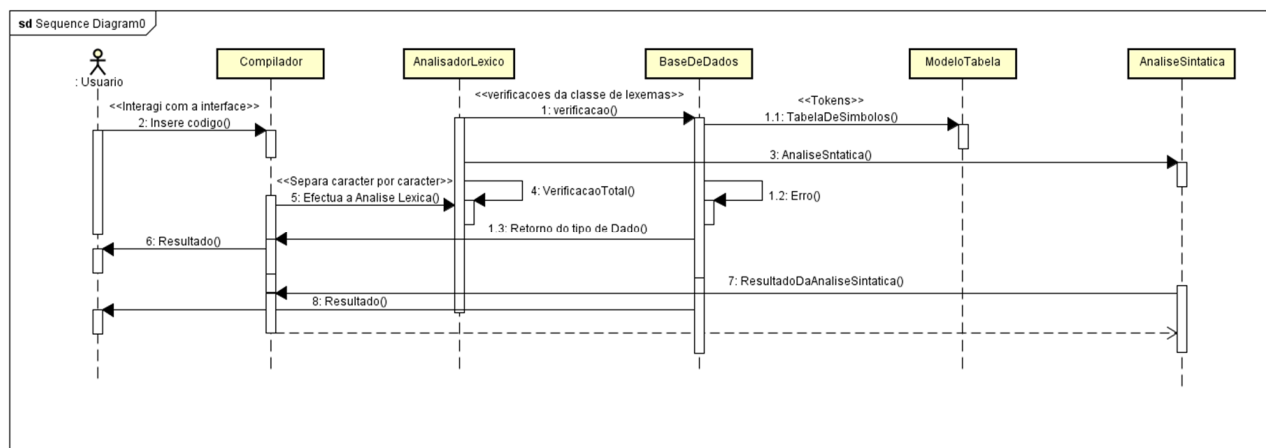 sd Sequence Diagram0
: Usuario
Compilador
AnalisadorLexico
BaseDeDados
ModeloTabela
AnaliseSintatica
<<Interagi com a interface>>
2: Insere codigo()
<<verificacoes da classe de lexemas>>
1: verificacao()
<<Tokens>>
1.1: TabelaDeSimbolos()
3: AnaliseSntatica()
<<Separa caracter por caracter>>
5: Efectua a Analise Lexica()
4: VerificacaoTotal()
1.2: Erro()
1.3: Retorno do tipo de Dado()
6: Resultado()
7: ResultadoDaAnaliseSintatica()
8: Resultado()